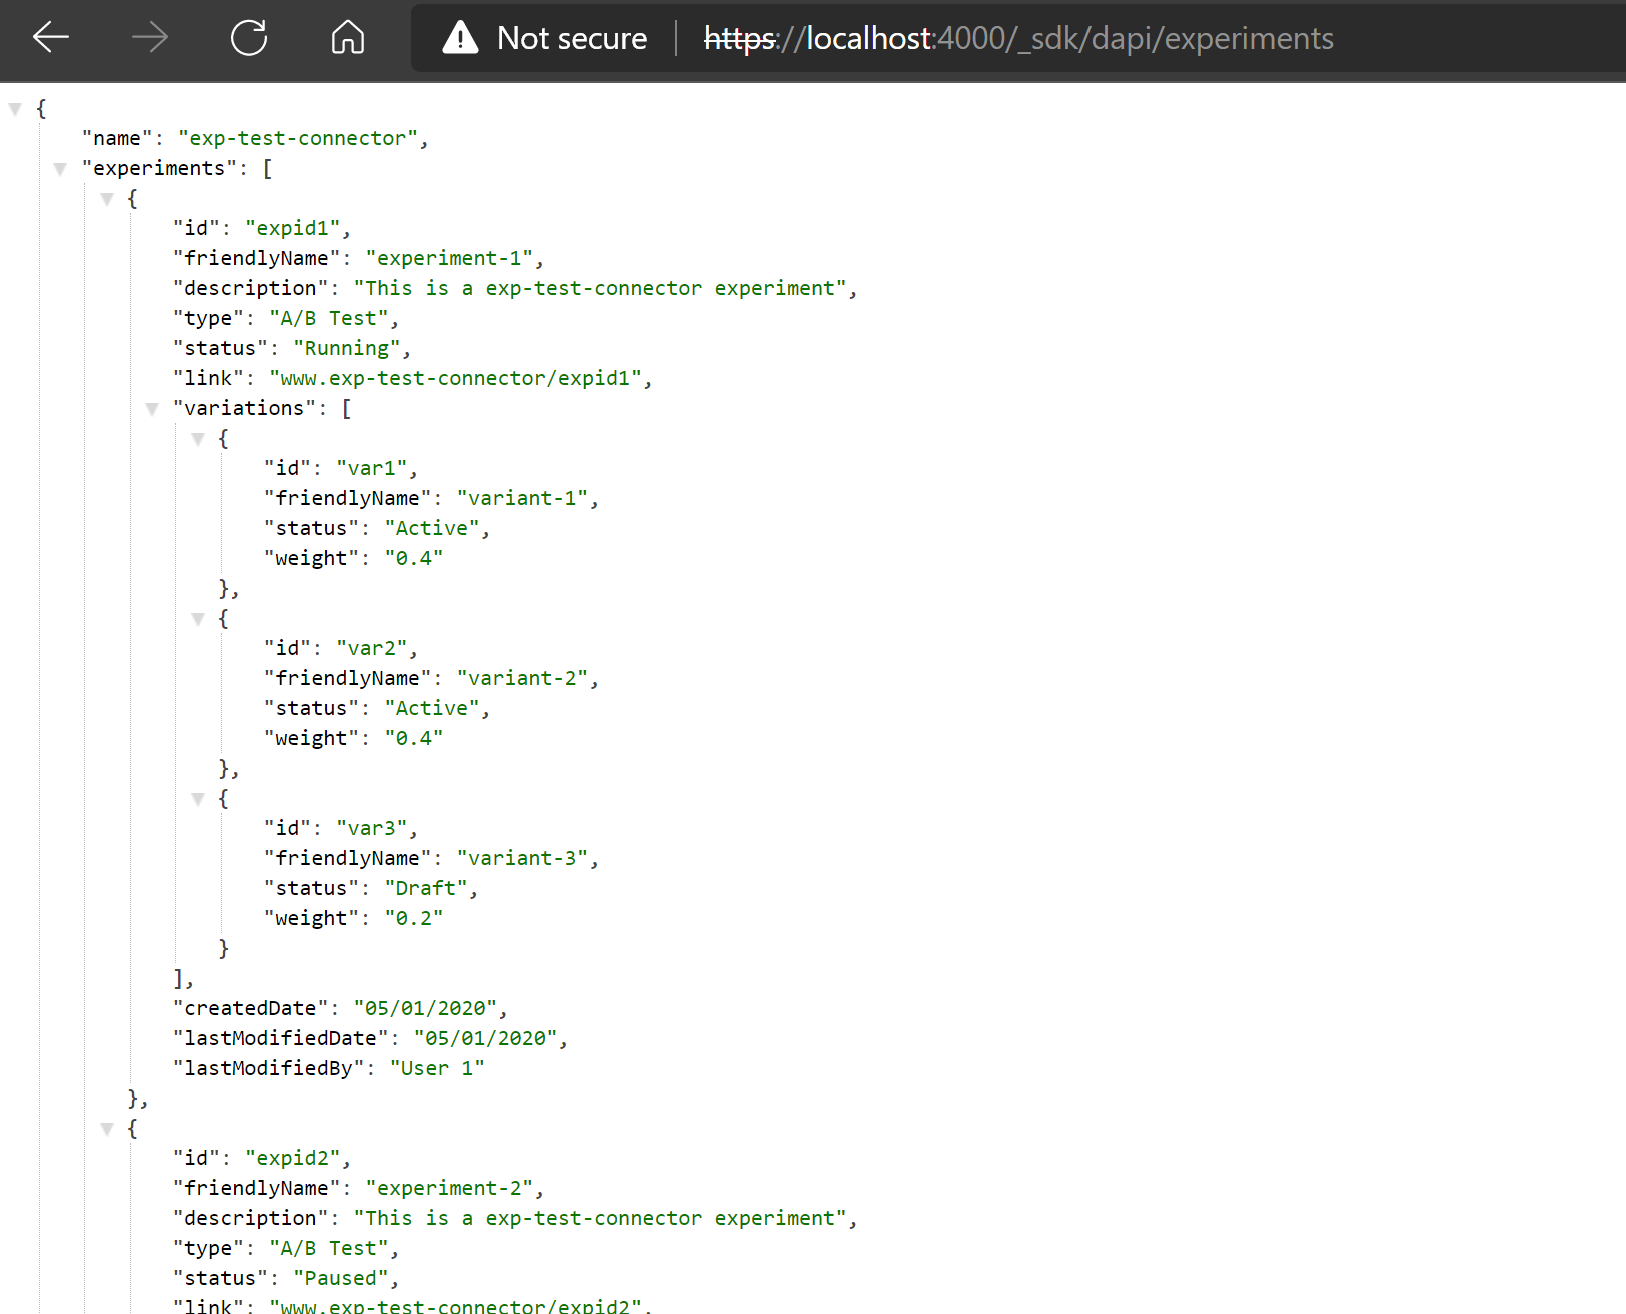 Not secure | https://localhost:4000/_sdk/dapi/experiments
{
"name": "exp-test-connector",
"experiments": [
{
"id": "expid1",
"friendlyName": "experiment-1",
"description": "This is a exp-test-connector experiment",
"type": "A/B Test",
"status": "Running",
"link": "www.exp-test-connector/expid1",
"variations": [
{
"id": "var1",
"friendlyName": "variant-1",
"status": "Active",
"weight": "0.4"
},
{
"id": "var2",
"friendlyName": "variant-2",
"status": "Active",
"weight": "0.4"
},
{
"id": "var3",
"friendlyName": "variant-3",
"status": "Draft",
"weight": "0.2"
}
],
"createdDate": "05/01/2020",
"lastModifiedDate": "05/01/2020",
"lastModifiedBy": "User 1"
},
{
"id": "expid2",
"friendlyName": "experiment-2",
"description": "This is a exp-test-connector experiment",
"type": "A/B Test",
"status": "Paused",
"link": "www.exp-test-connector/expid2",